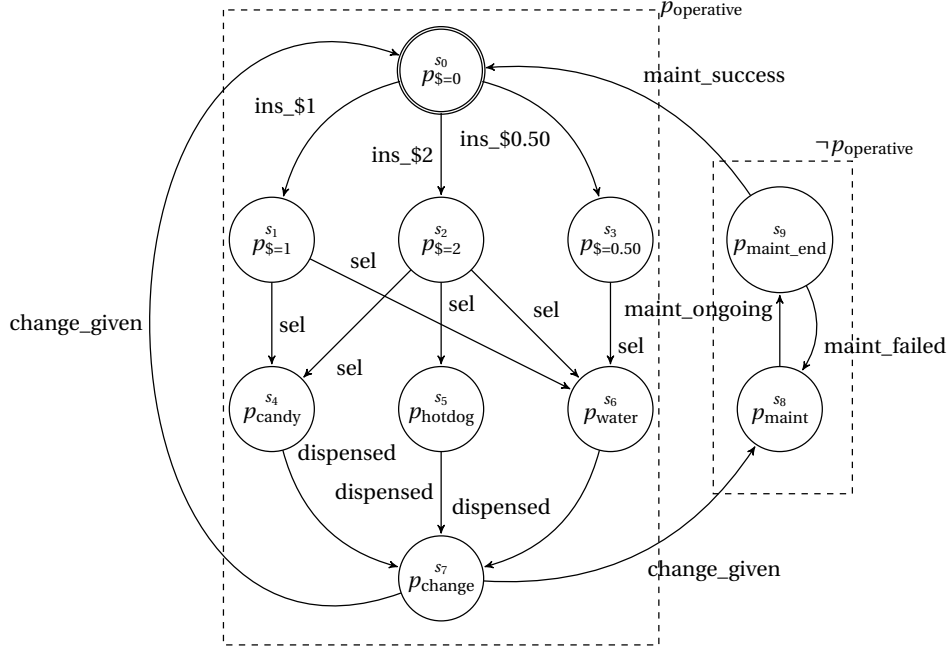 p_operative
s_0
p_$=0
maint_success
ins_$1
ins_$2
ins_$0.50
¬p_operative
s_1
p_$=1
s_2
p_$=2
s_3
p_$=0.50
s_9
p_maint_end
sel
sel
sel
maint_ongoing
change_given
sel
sel
sel
maint_failed
s_4
p_candy
s_5
p_hotdog
s_6
p_water
s_8
p_maint
dispensed
dispensed
dispensed
s_7
p_change
change_given